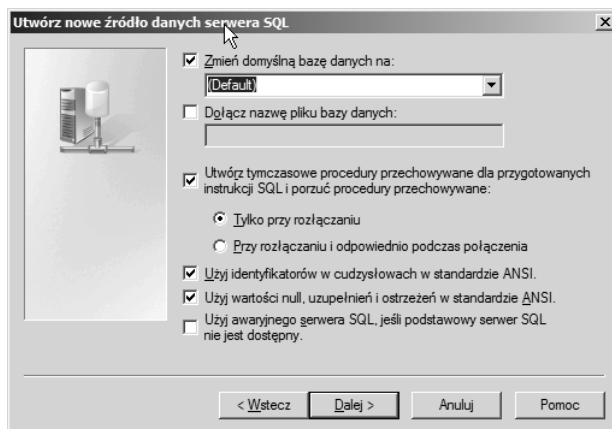 Utwórz nowe źródło danych serwera SQL
Zmień domyślną bazę danych na:
(Default)
Dołącz nazwę pliku bazy danych:
Utwórz tymczasowe procedury przechowywane dla przygotowanych
instrukcji SQL i porzuć procedury przechowywane:
Tylko przy rozłączaniu
Przy rozłączaniu i odpowiednio podczas połączenia
Użyj identyfikatorów w cudzysłowach w standardzie ANSI.
Użyj wartości null, uzupełnień i ostrzeżeń w standardzie ANSI.
Użyj awaryjnego serwera SQL, jeśli podstawowy serwer SQL
nie jest dostępny.
< Wstecz
Dalej >
Anuluj
Pomoc